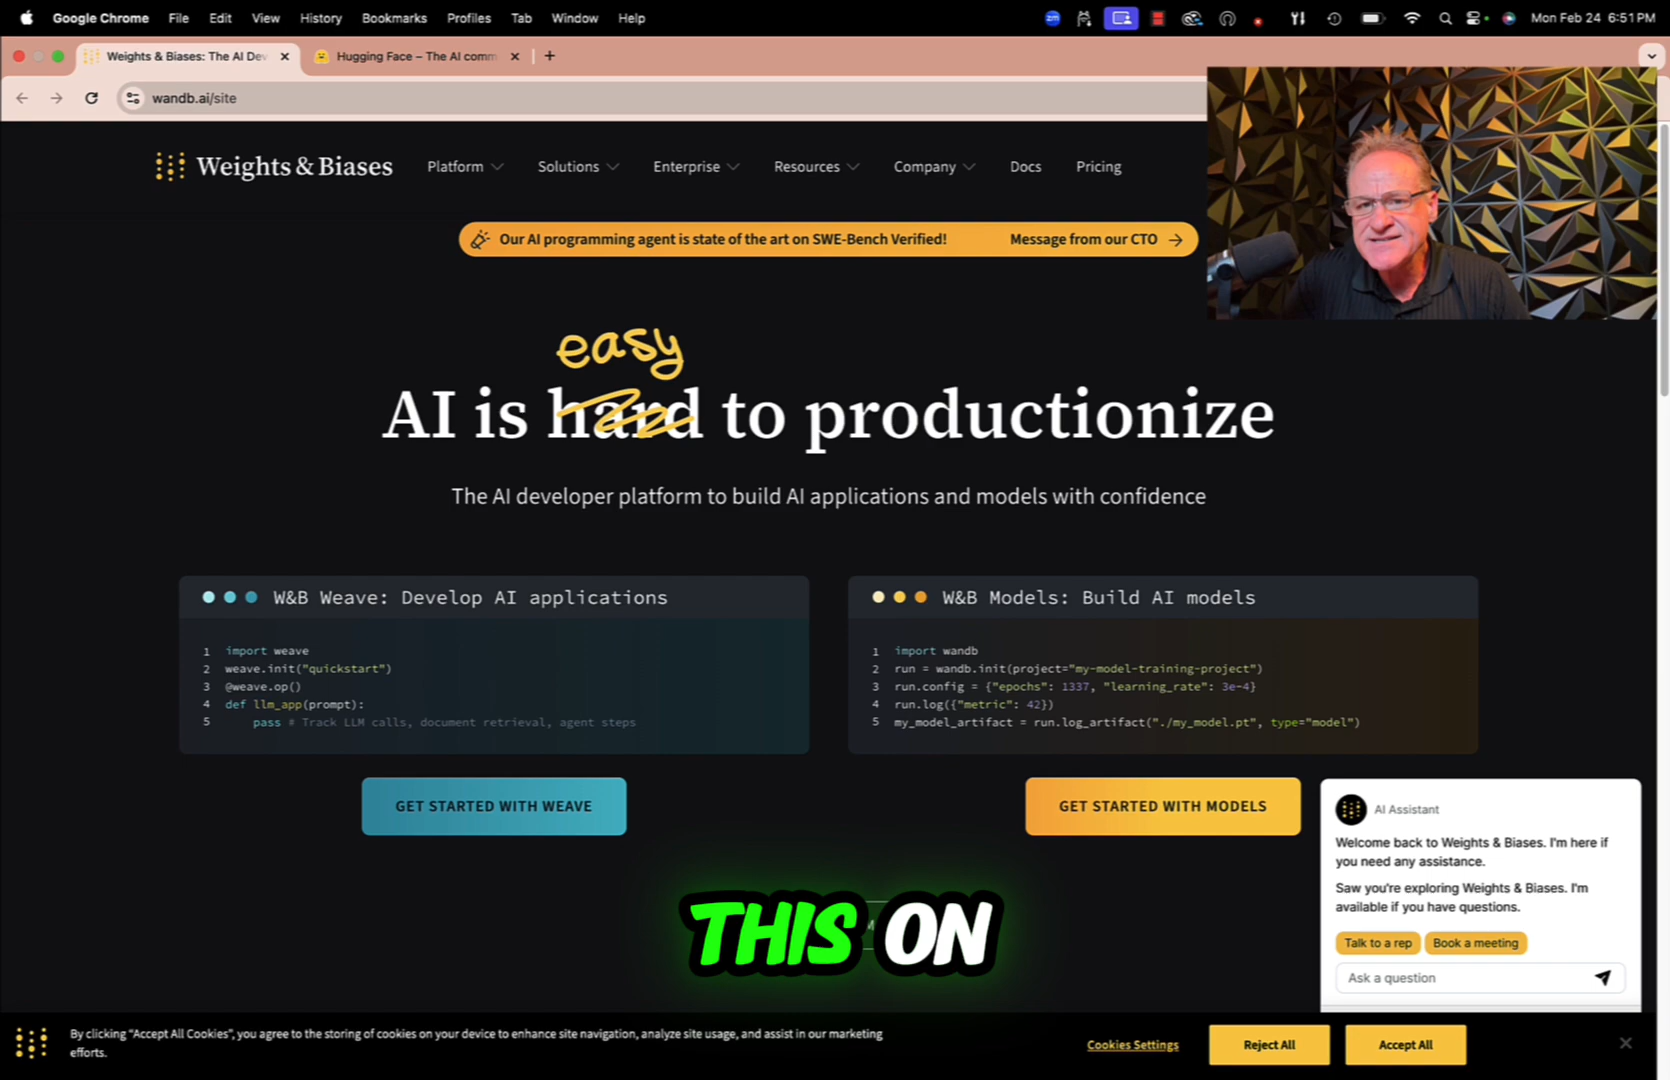 Google Chrome File Edit View History Bookmarks Profiles Tab Window Help
zm
Mon Feb 24 6:51 PM
Weights & Biases: The AI Dev
Hugging Face – The AI comm
wandb.ai/site
Weights & Biases
Platform Solutions Enterprise Resources Company Docs Pricing
Our AI programming agent is state of the art on SWE-Bench Verified! Message from our CTO →
easy
AI is hard to productionize
The AI developer platform to build AI applications and models with confidence
W&B Weave: Develop AI applications
1 import weave
2 weave.init("quickstart")
3 @weave.op()
4 def llm_app(prompt):
5 pass # Track LLM calls, document retrieval, agent steps
GET STARTED WITH WEAVE
W&B Models: Build AI models
1 import wandb
2 run = wandb.init(project="my-model-training-project")
3 run.config = {"epochs": 1337, "learning_rate": 3e-4}
4 run.log({"metric": 42})
5 my_model_artifact = run.log_artifact("./my_model.pt", type="model")
GET STARTED WITH MODELS
THIS ON
AI Assistant
Welcome back to Weights & Biases. I'm here if
you need any assistance.
Saw you're exploring Weights & Biases. I'm
available if you have questions.
Talk to a rep Book a meeting
Ask a question
By clicking "Accept All Cookies", you agree to the storing of cookies on your device to enhance site navigation, analyze site usage, and assist in our marketing
efforts.
Cookies Settings
Reject All
Accept All